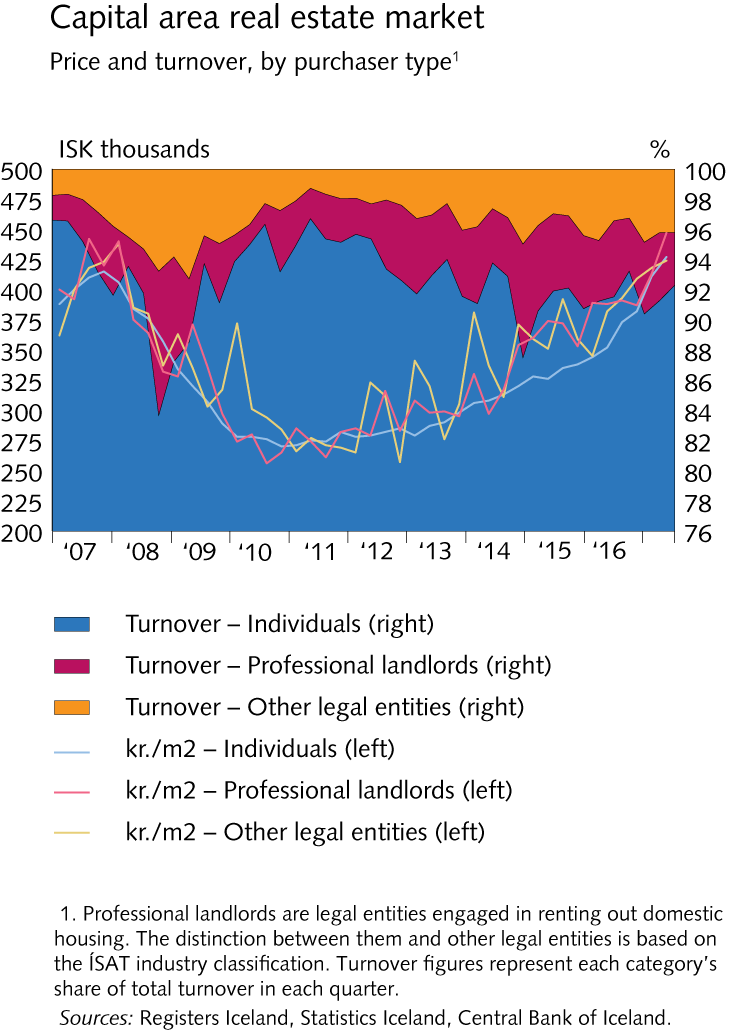 Capital area real estate market
Price and turnover, by purchaser type¹
ISK thousands %
500 100
475 98
450 96
425 94
400 92
375 90
350 88
325 86
300 84
275 82
250 80
225 78
200 76
‘07 ‘08 ‘09 ‘10 ‘11 ‘12 ‘13 ‘14 ‘15 ‘16
Turnover – Individuals (right)
Turnover – Professional landlords (right)
Turnover – Other legal entities (right)
kr./m2 – Individuals (left)
kr./m2 – Professional landlords (left)
kr./m2 – Other legal entities (left)
1. Professional landlords are legal entities engaged in renting out domestic
housing. The distinction between them and other legal entities is based on
the ÍSAT industry classification. Turnover figures represent each category’s
share of total turnover in each quarter.
Sources: Registers Iceland, Statistics Iceland, Central Bank of Iceland.